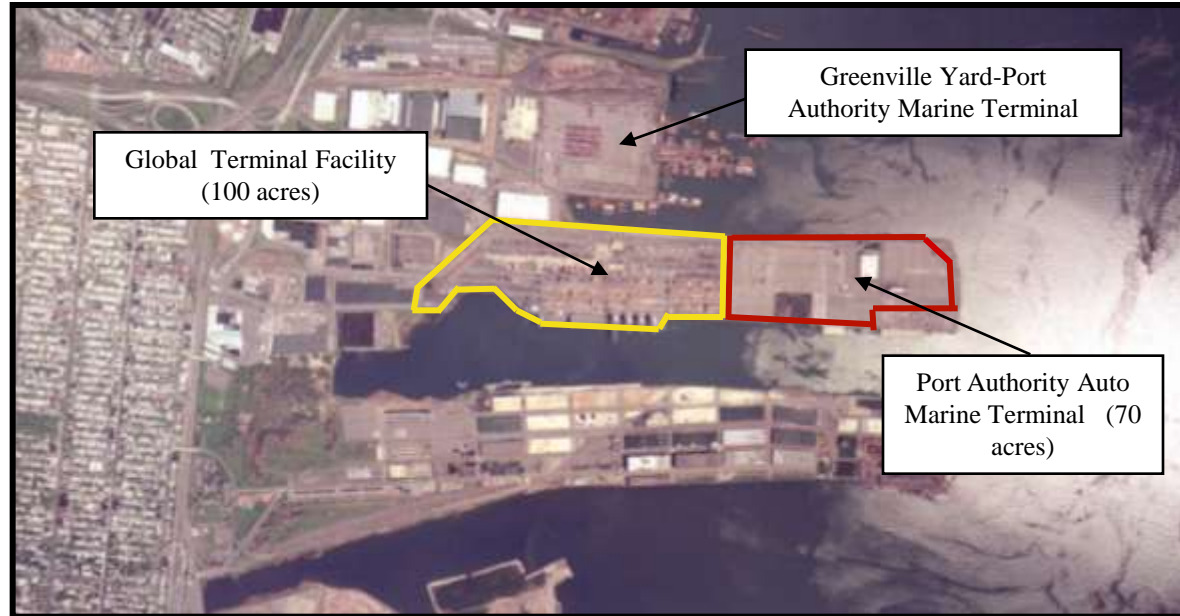 Greenville Yard-Port
Authority Marine Terminal
Global Terminal Facility
(100 acres)
Port Authority Auto
Marine Terminal (70
acres)